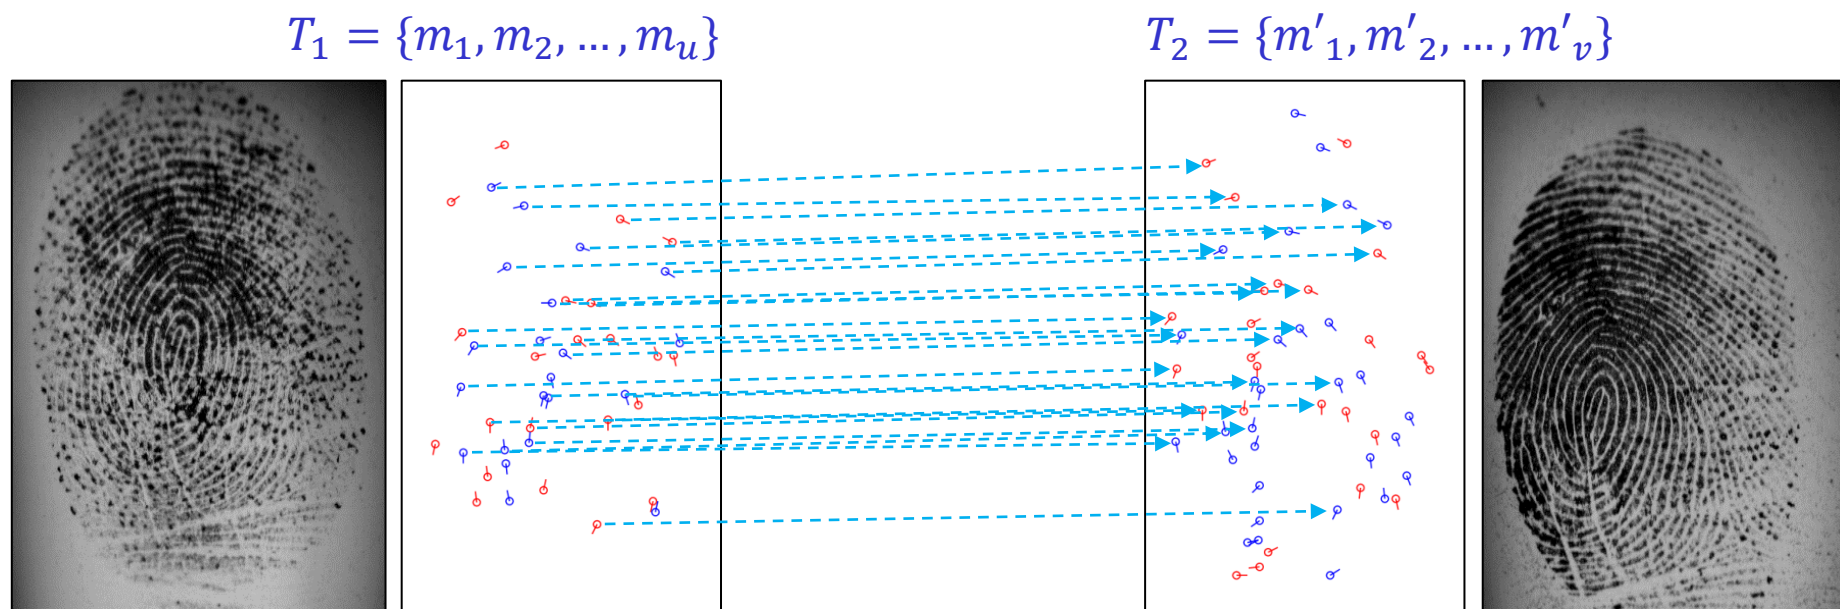 T₁ = {m₁, m₂, …, mᵤ}
T₂ = {m′₁, m′₂, …, m′ᵥ}